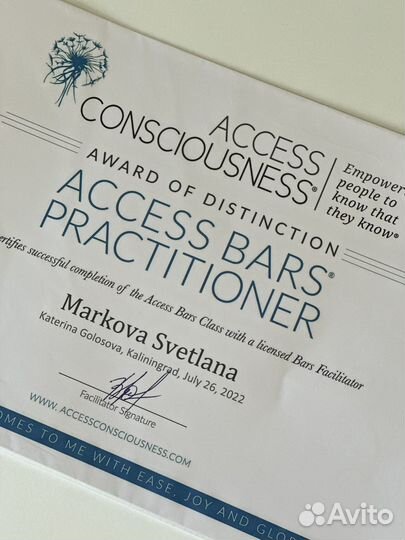 ACCESS
CONSCIOUSNESS®
Empower
people to
know that
they know®
AWARD OF DISTINCTION
ACCESS BARS®
PRACTITIONER
ertifies successful completion of the Access Bars Class with a licensed Bars Facilitator
Markova Svetlana
Katerina Golosova, Kaliningrad, July 26, 2022
Facilitator Signature
WWW.ACCESSCONSCIOUSNESS.COM
OMES TO ME WITH EASE, JOY AND GLO
Avito